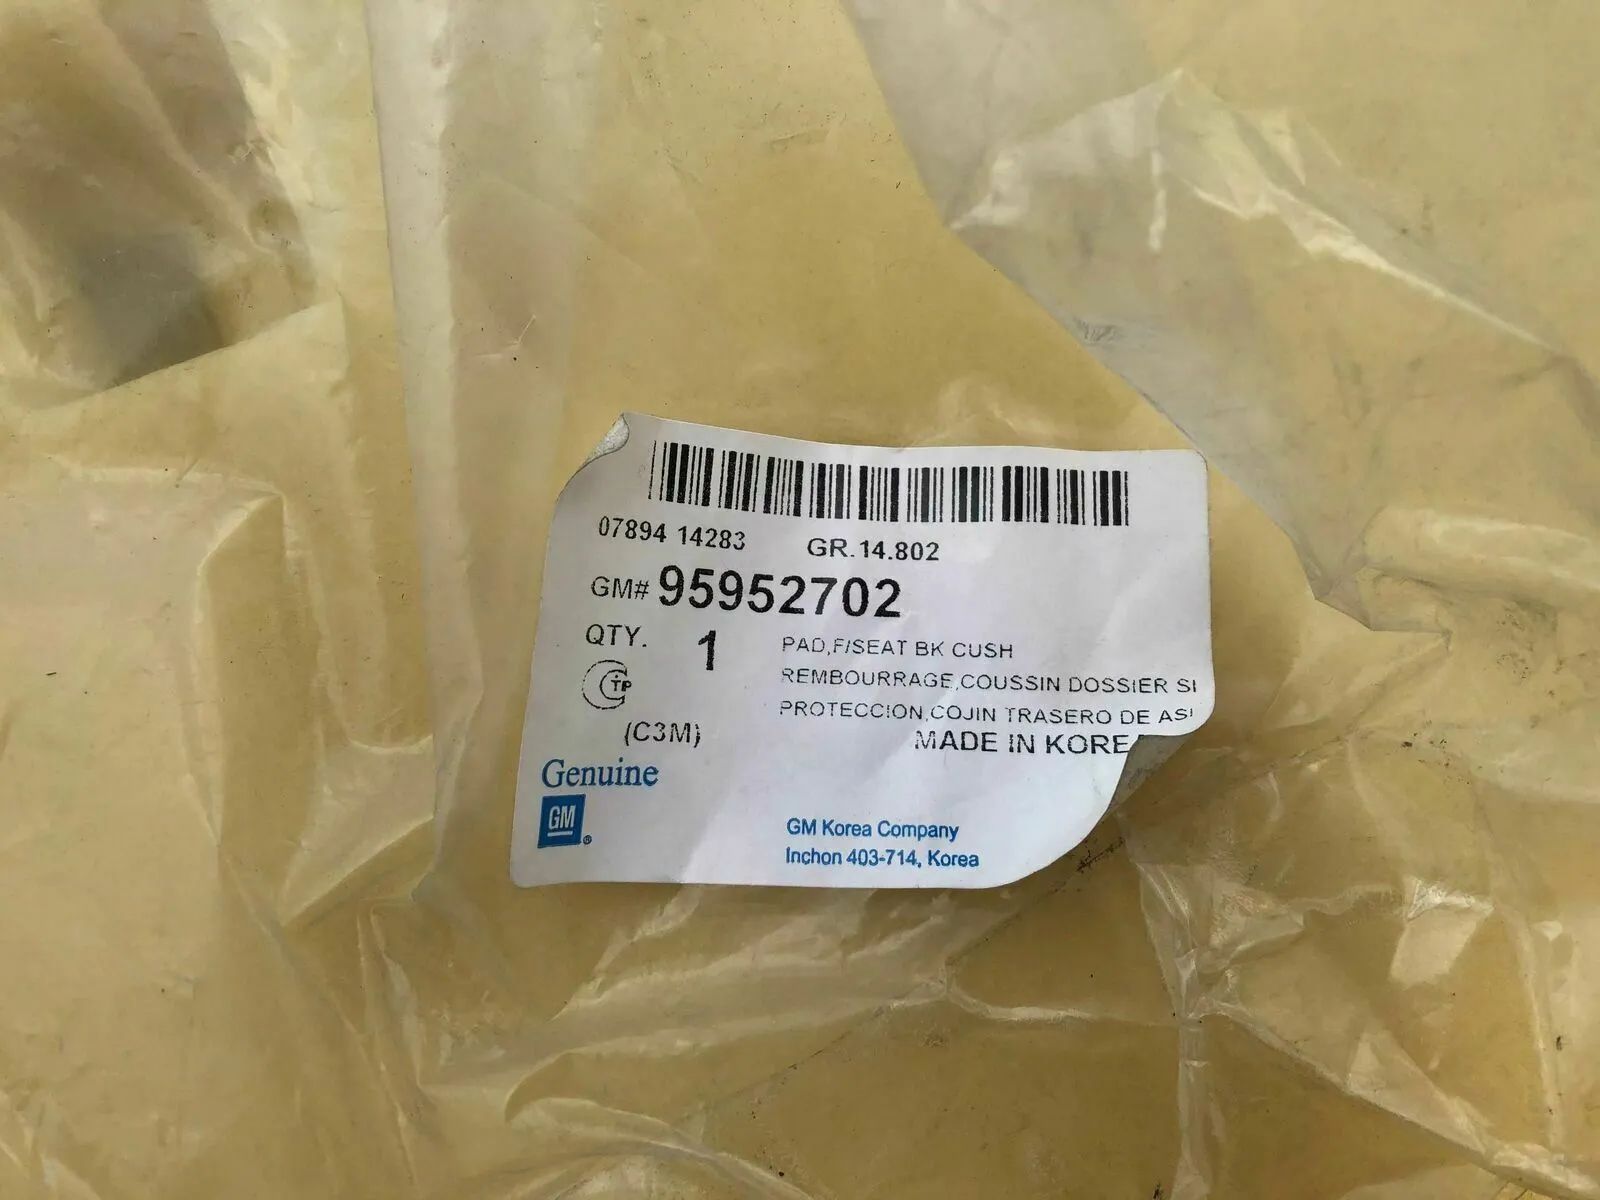 07894 14283 GR.14.802
GM# 95952702
QTY. 1
PAD,F/SEAT BK CUSH
REMBOURRAGE,COUSSIN DOSSIER SI
PROTECCION,COJIN TRASERO DE ASI
(C3M)
MADE IN KOREA
Genuine
GM
GM Korea Company
Inchon 403-714, Korea